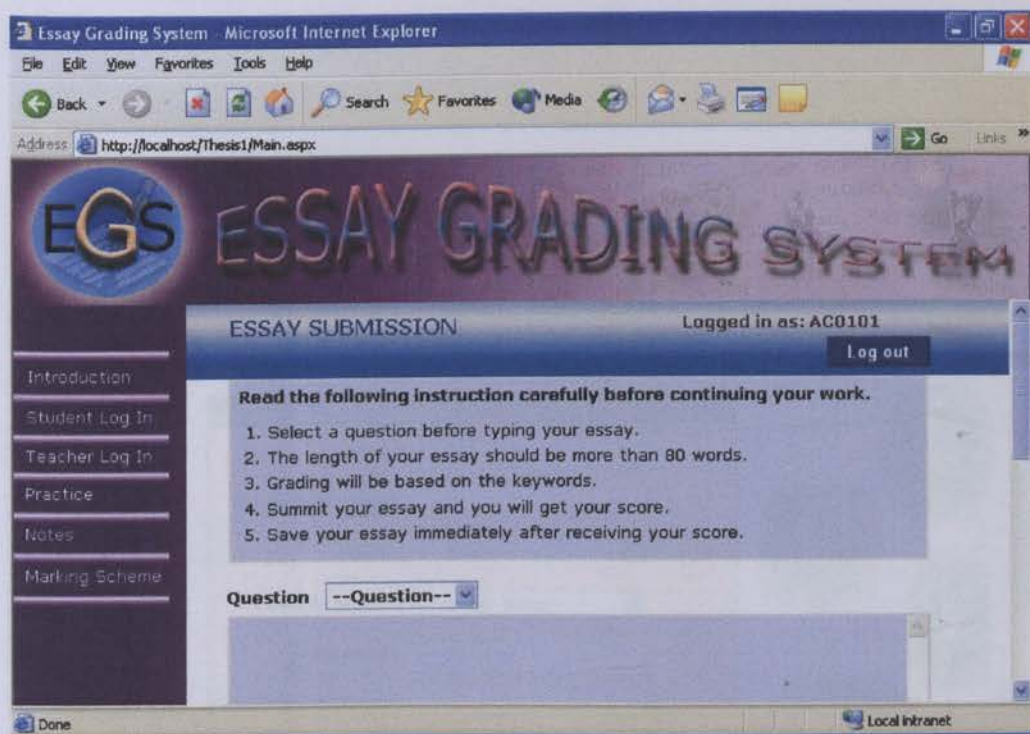 Essay Grading System - Microsoft Internet Explorer
File Edit View Favorites Tools Help
Back Search Favorites Media
Address http://localhost/Thesis1/Main.aspx Go Links »
EGS ESSAY GRADING SYSTEM
ESSAY SUBMISSION Logged in as: AC0101
Log out
Introduction
Student Log In
Teacher Log In
Practice
Notes
Marking Scheme
Read the following instruction carefully before continuing your work.
1. Select a question before typing your essay.
2. The length of your essay should be more than 80 words.
3. Grading will be based on the keywords.
4. Summit your essay and you will get your score.
5. Save your essay immediately after receiving your score.
Question --Question--
Done Local intranet